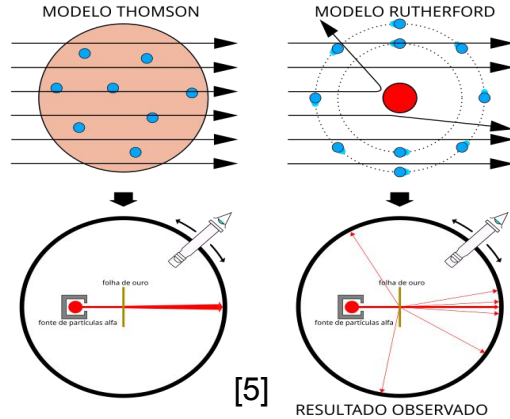 MODELO THOMSON
MODELO RUTHERFORD
folha de ouro
fonte de partículas alfa
folha de ouro
fonte de partículas alfa
[5]
RESULTADO OBSERVADO